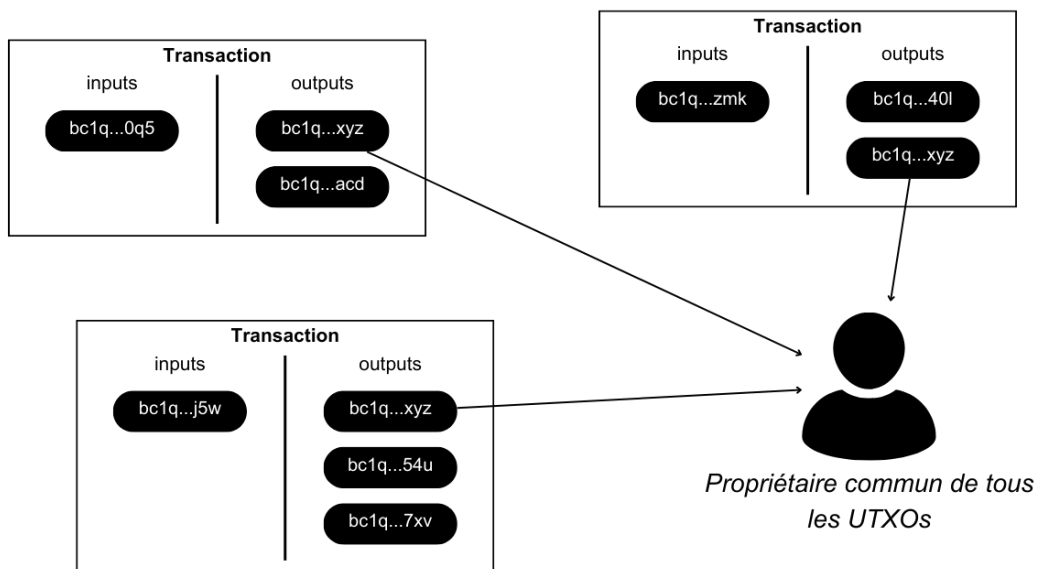 Transaction
inputs
outputs
bc1q...0q5
bc1q...xyz
bc1q...acd
Transaction
inputs
outputs
bc1q...zmk
bc1q...40l
bc1q...xyz
Transaction
inputs
outputs
bc1q...j5w
bc1q...xyz
bc1q...54u
bc1q...7xv
Propriétaire commun de tous
les UTXOs